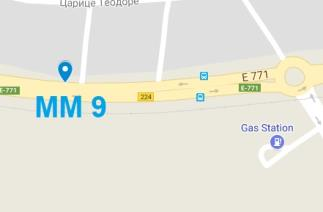 Царице Теодоре
E 771
E-771
E-771
224
MM 9
Gas Station